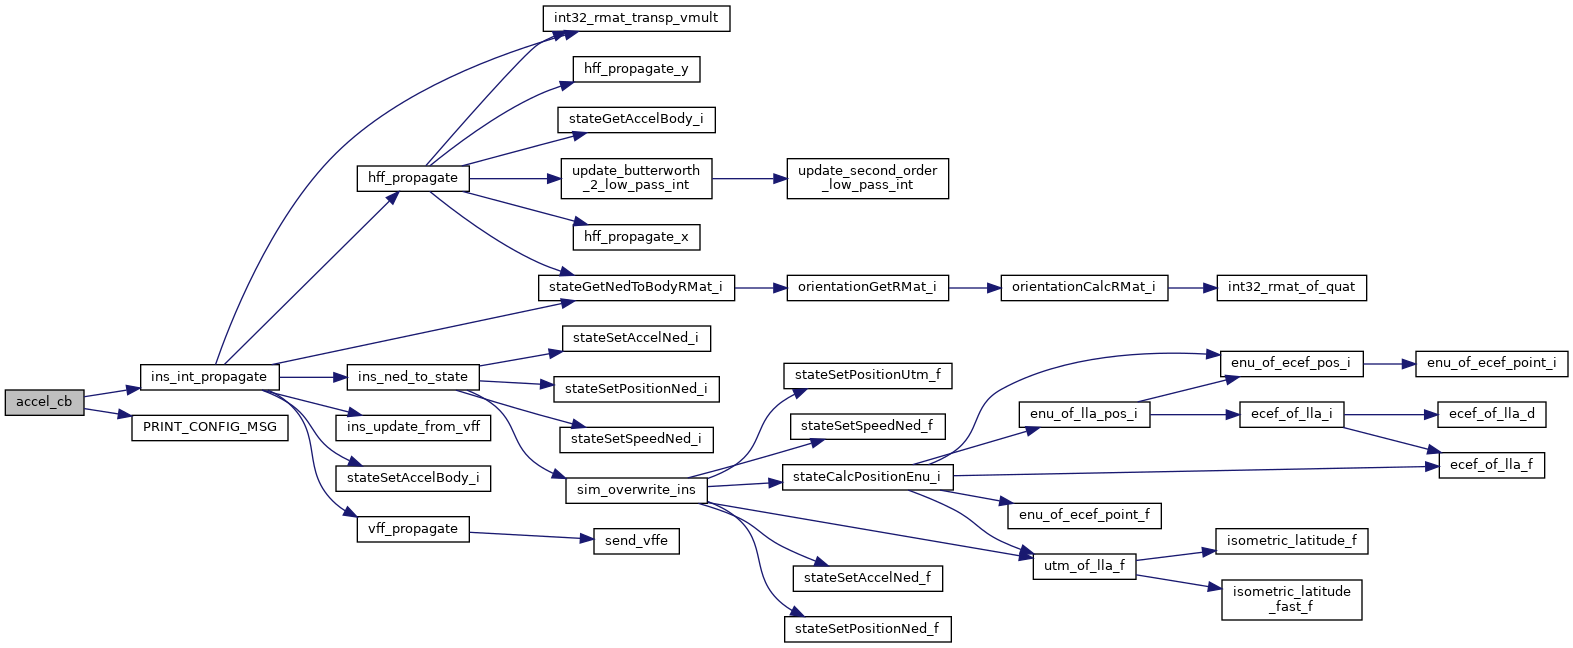 int32_rmat_transp_vmult
hff_propagate_y
stateGetAccelBody_i
hff_propagate
update_butterworth
_2_low_pass_int
update_second_order
_low_pass_int
hff_propagate_x
stateGetNedToBodyRMat_i
orientationGetRMat_i
orientationCalcRMat_i
int32_rmat_of_quat
stateSetAccelNed_i
accel_cb
ins_int_propagate
PRINT_CONFIG_MSG
ins_ned_to_state
stateSetPositionNed_i
ins_update_from_vff
stateSetSpeedNed_i
stateSetAccelBody_i
sim_overwrite_ins
vff_propagate
send_vffe
stateSetPositionUtm_f
stateSetSpeedNed_f
stateCalcPositionEnu_i
stateSetAccelNed_f
stateSetPositionNed_f
enu_of_ecef_pos_i
enu_of_ecef_point_i
enu_of_lla_pos_i
ecef_of_lla_i
ecef_of_lla_d
ecef_of_lla_f
enu_of_ecef_point_f
utm_of_lla_f
isometric_latitude_f
isometric_latitude
_fast_f